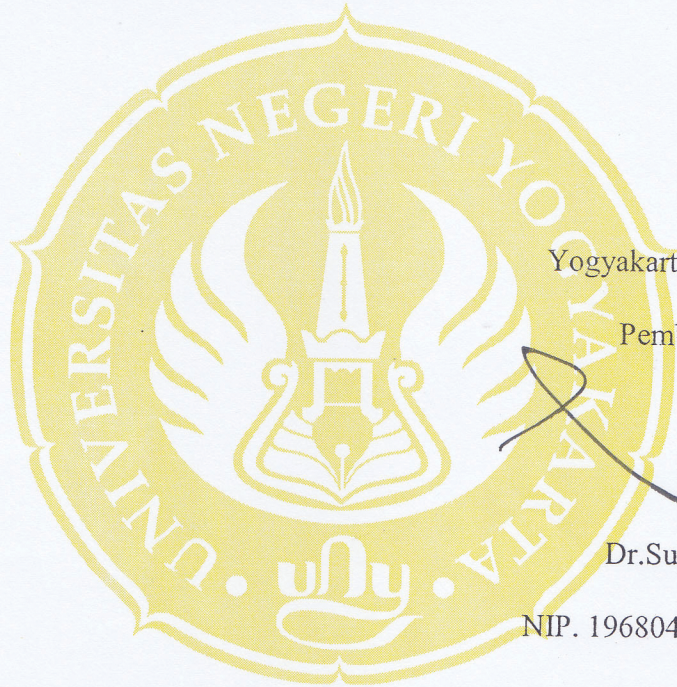 UNIVERSITAS NEGERI YOGYAKARTA
uny
Yogyakart
Pem
Dr.Su
NIP. 196804